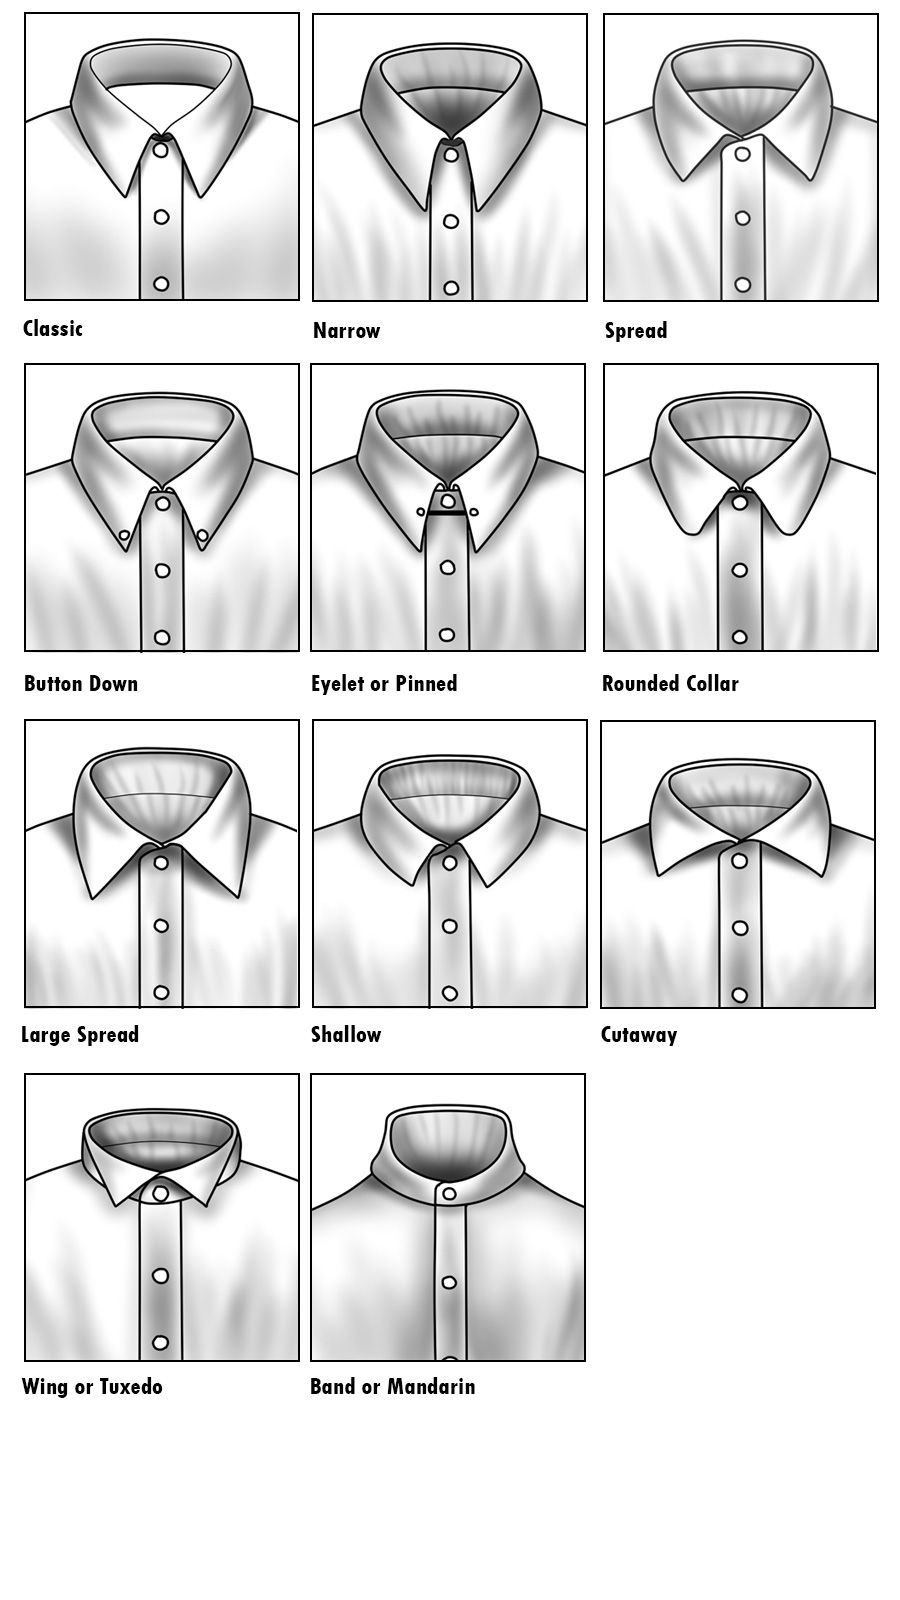 Classic
Narrow
Spread
Button Down
Eyelet or Pinned
Rounded Collar
Large Spread
Shallow
Cutaway
Wing or Tuxedo
Band or Mandarin